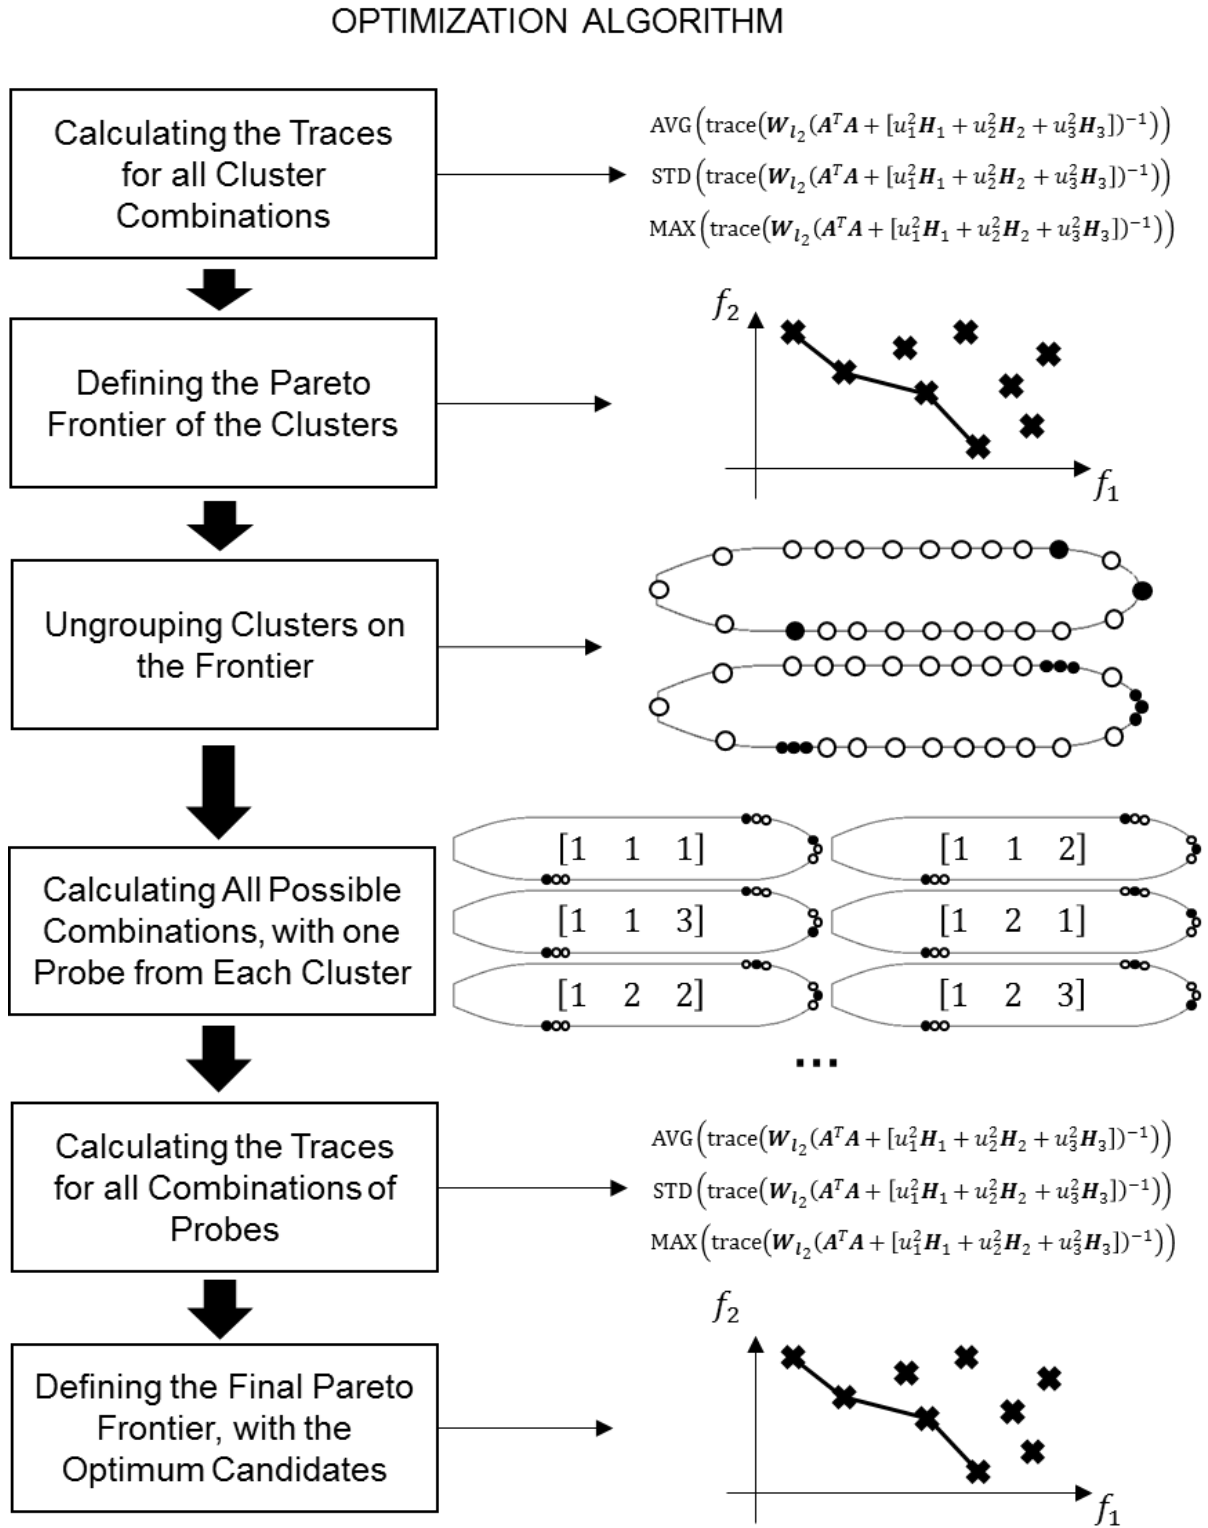 OPTIMIZATION ALGORITHM
Calculating the Traces
for all Cluster
Combinations
AVG(trace(W_{l_2}(A^T A + [u_1^2 H_1 + u_2^2 H_2 + u_3^2 H_3])^{-1}))
STD(trace(W_{l_2}(A^T A + [u_1^2 H_1 + u_2^2 H_2 + u_3^2 H_3])^{-1}))
MAX(trace(W_{l_2}(A^T A + [u_1^2 H_1 + u_2^2 H_2 + u_3^2 H_3])^{-1}))
Defining the Pareto
Frontier of the Clusters
f_2
f_1
Ungrouping Clusters on
the Frontier
Calculating All Possible
Combinations, with one
Probe from Each Cluster
[1 1 1]
[1 1 2]
[1 1 3]
[1 2 1]
[1 2 2]
[1 2 3]
...
Calculating the Traces
for all Combinations of
Probes
AVG(trace(W_{l_2}(A^T A + [u_1^2 H_1 + u_2^2 H_2 + u_3^2 H_3])^{-1}))
STD(trace(W_{l_2}(A^T A + [u_1^2 H_1 + u_2^2 H_2 + u_3^2 H_3])^{-1}))
MAX(trace(W_{l_2}(A^T A + [u_1^2 H_1 + u_2^2 H_2 + u_3^2 H_3])^{-1}))
Defining the Final Pareto
Frontier, with the
Optimum Candidates
f_2
f_1